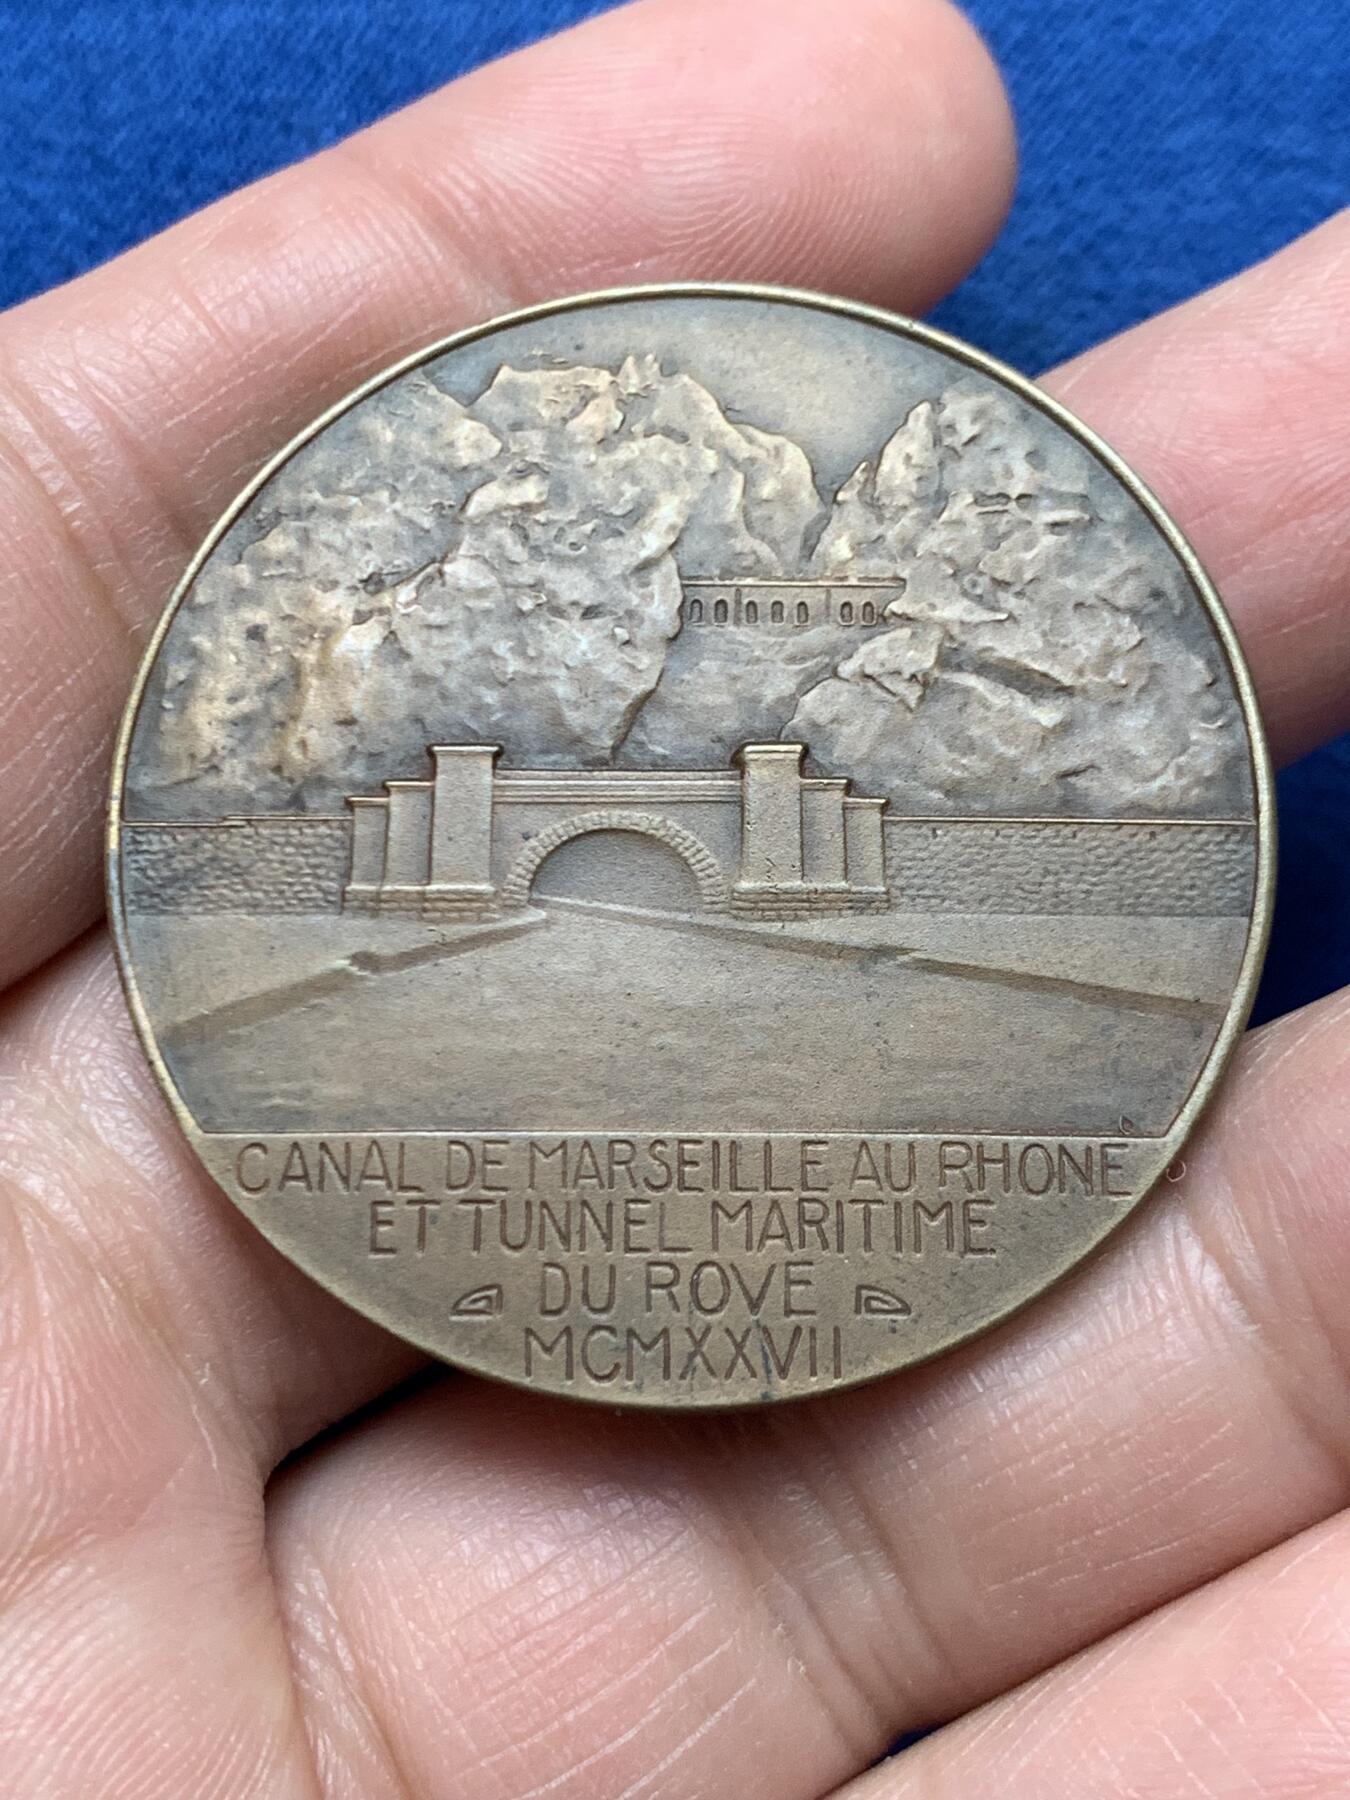 CANAL DE MARSEILLE AU RHONE
ET TUNNEL MARITIME
DU ROVE
MCMXXVII